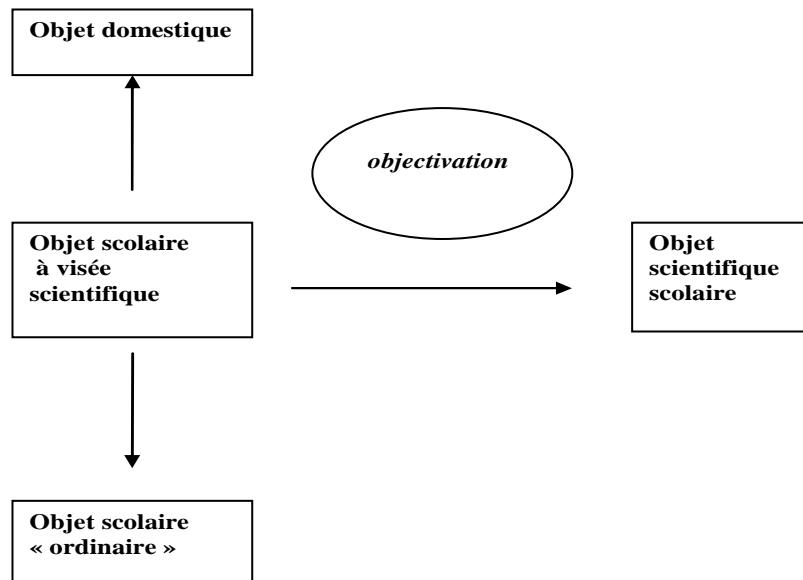 Objet domestique
objectivation
Objet scolaire
à visée
scientifique
Objet
scientifique
scolaire
Objet scolaire
« ordinaire »